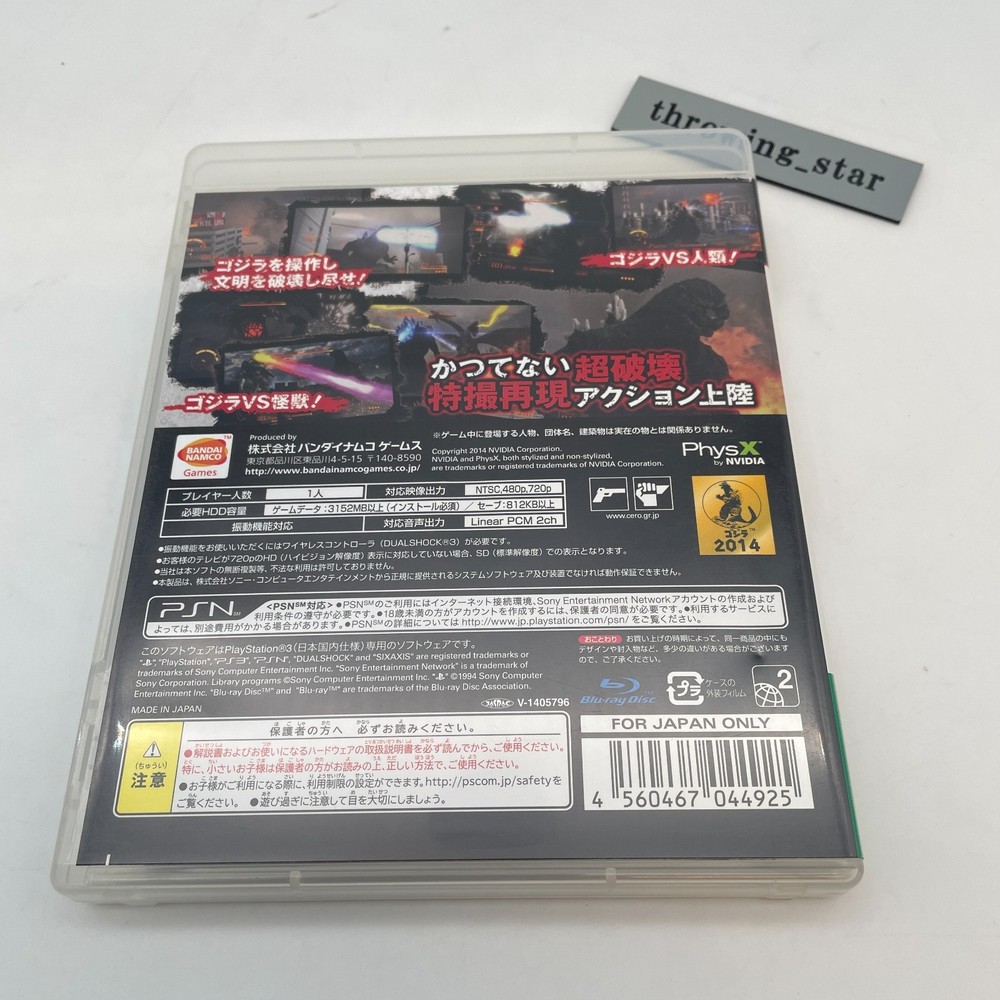 throwing_star
ゴジラを操作し
文明を破壊し尽せ!
ゴジラVS人類!
ゴジラVS怪獣!
かつてない超破壊
特撮再現アクション上陸
BANDAI
NAMCO
Games
TM
Produced by
株式会社 バンダイナムコ ゲームス
東京都品川区東品川4-5-15 〒140-8590
http://www.bandainamcogames.co.jp/
※ゲーム中に登場する人物、団体名、建築物は実在の物とは関係ありません。
Copyright 2014 NVIDIA Corporation.
NVIDIA and PhysX, both styled and non-stylized,
are trademarks or registered trademarks of NVIDIA Corporation.
PhysX
by NVIDIA
プレイヤー人数 1人 対応映像出力 NTSC,480p,720p
必要HDD容量 ゲームデータ:3152MB以上(インストール必須) / セーブ:812KB以上
振動機能対応 対応音声出力 Linear PCM 2ch
www.cero.gr.jp
ゴジラ
2014
●振動機能をお使いいただくにはワイヤレスコントローラ(DUALSHOCK®3)が必要です。
●お客様のテレビが720pのHD(ハイビジョン解像度)表示に対応していない場合、SD(標準解像度)での表示となります。
●当社は本ソフトの無断複製等、不法な利用は許可しておりません。
●本製品は、株式会社ソニー・コンピュータエンタテインメントから正規に提供されるシステムソフトウェア及び装置でなければ動作保証できません。
PSN SM
<PSN℠対応> ●PSN℠のご利用にはインターネット接続環境、Sony Entertainment Networkアカウントの作成および
利用条件の遵守が必要です。●18歳未満の方がアカウントを作成するには、保護者の同意が必要です。●利用するサービスに
よっては、別途費用がかかる場合があります。●PSN℠の詳細については http://www.jp.playstation.com/psn/ をご覧ください。
このソフトウェアはPlayStation®3(日本国内仕様)専用のソフトウェアです。
"PlayStation", "PS3", "PSN", "DUALSHOCK" and "SIXAXIS" are registered trademarks or
trademarks of Sony Computer Entertainment Inc. "Sony Entertainment Network" is a trademark of
Sony Corporation. Library programs ©Sony Computer Entertainment Inc. ©1994 Sony Computer
Entertainment Inc. "Blu-ray Disc™" and "Blu-ray™" are trademarks of the Blu-ray Disc Association.
おことわり お買い上げの時期によって、同一商品の中にも
デザインや封入物など、多少の違いがある場合がございます
ので、ご了承ください。
MADE IN JAPAN
V-1405796
Blu-ray Disc
プラ
ケースの
外装フィルム
2
注意
(ちゅうい)
保護者の方へ 必ずお読みください。
●解説書およびお使いになるハードウェアの取扱説明書を必ず読んでから、ご使用ください。
特に、小さいお子様は保護者の方がお読みの上、正しい方法で、ご使用ください。
●お子様がご利用になる際に、利用制限の設定ができます。http://pscom.jp/safetyを
ご覧ください。 ●遊び過ぎに注意して目を大切にしましょう。
FOR JAPAN ONLY
4 560467 044925